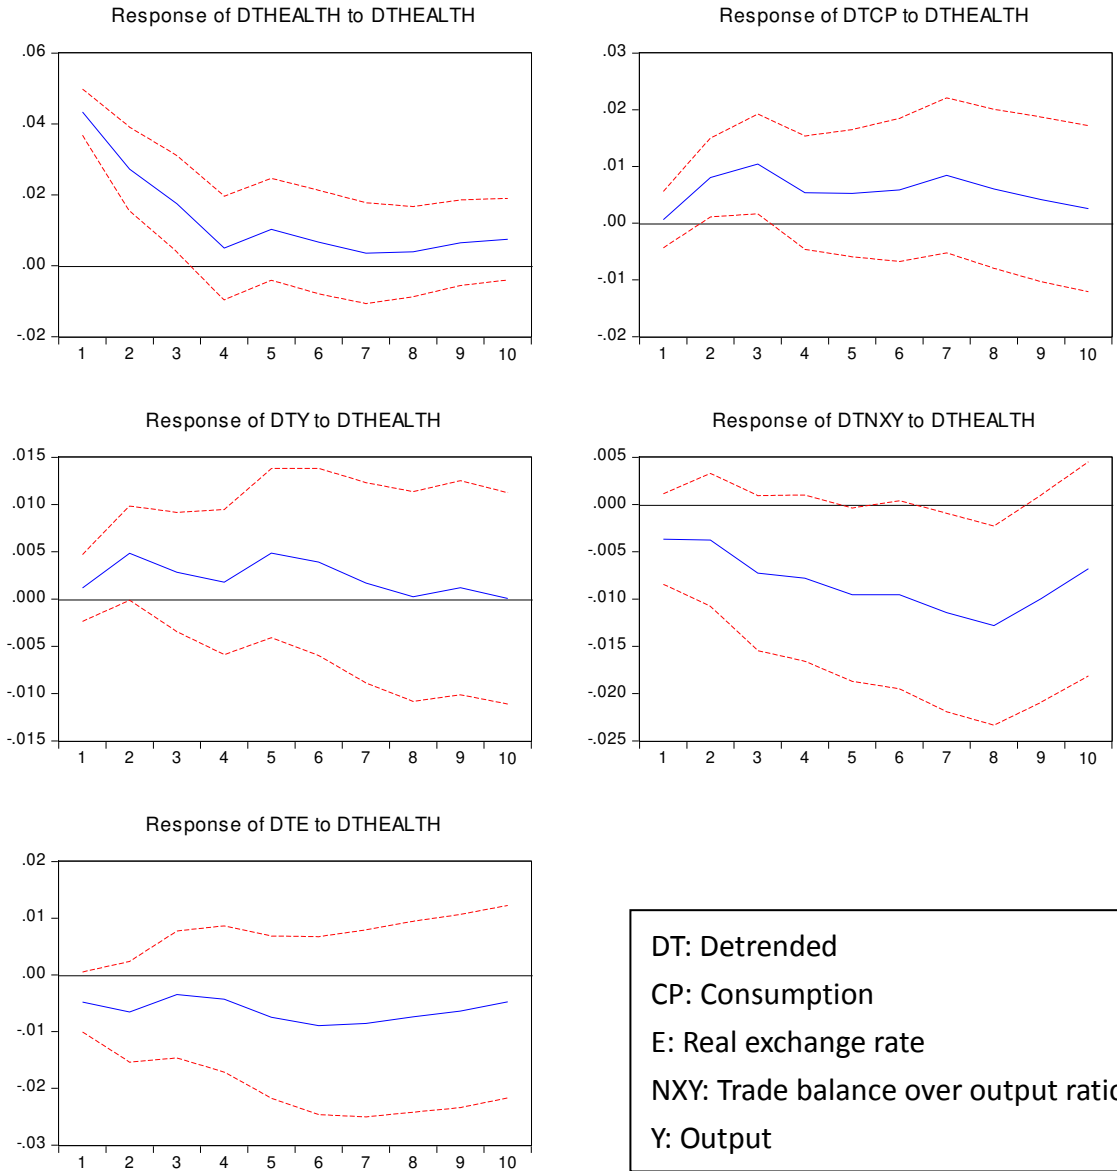 Response of DTHEALTH to DTHEALTH
.06
.04
.02
.00
-.02
1 2 3 4 5 6 7 8 9 10
Response of DTCP to DTHEALTH
.03
.02
.01
.00
-.01
-.02
1 2 3 4 5 6 7 8 9 10
Response of DTY to DTHEALTH
.015
.010
.005
.000
-.005
-.010
-.015
1 2 3 4 5 6 7 8 9 10
Response of DTNXY to DTHEALTH
.005
.000
-.005
-.010
-.015
-.020
-.025
1 2 3 4 5 6 7 8 9 10
Response of DTE to DTHEALTH
.02
.01
.00
-.01
-.02
-.03
1 2 3 4 5 6 7 8 9 10
DT: Detrended
CP: Consumption
E: Real exchange rate
NXY: Trade balance over output ratio
Y: Output